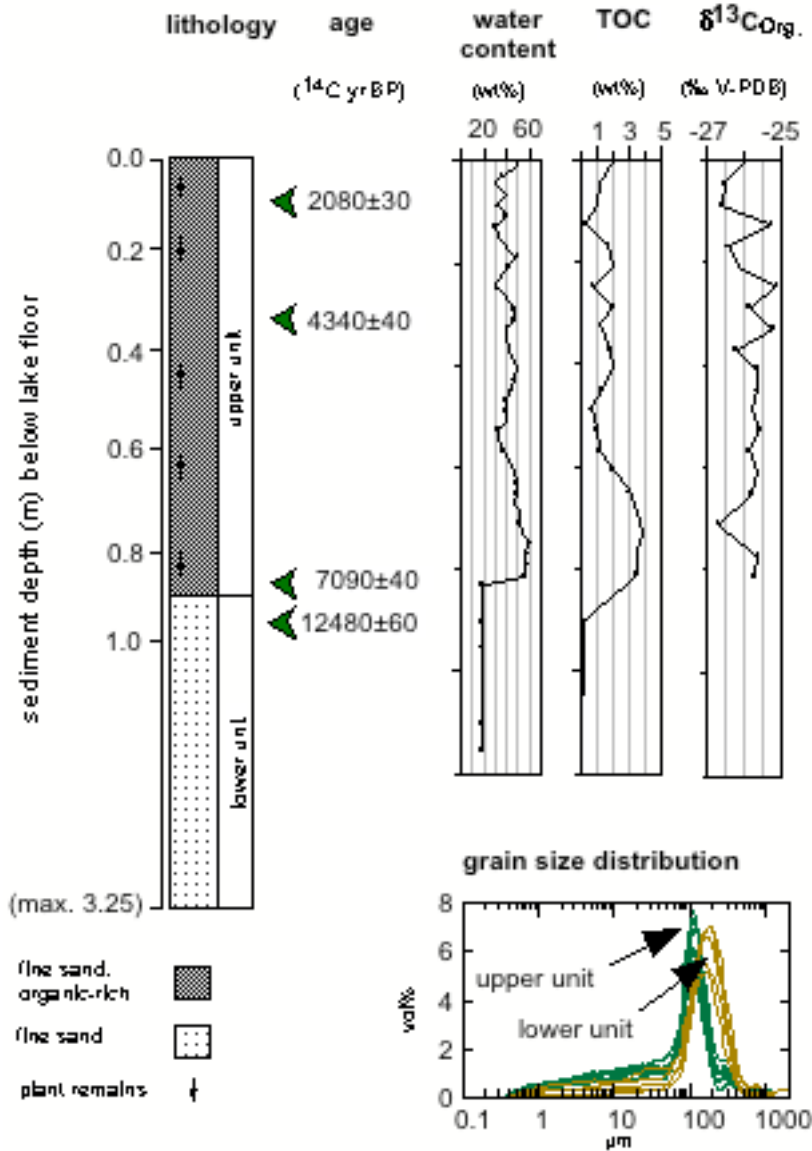 lithology age water TOC δ13COrg.
content
(14C yr BP) (wt%) (wt%) (‰ V-PDB)
20 60 1 3 5 -27 -25
0.0
2080±30
0.2
4340±40
0.4
upper unit
0.6
sediment depth (m) below lake floor
0.8
7090±40
12480±60
1.0
lower unit
grain size distribution
(max. 3.25)
8
6
4
2
0
vol%
upper unit
lower unit
0.1 1 10 100 1000
µm
fine sand,
organic-rich
fine sand
plant remains